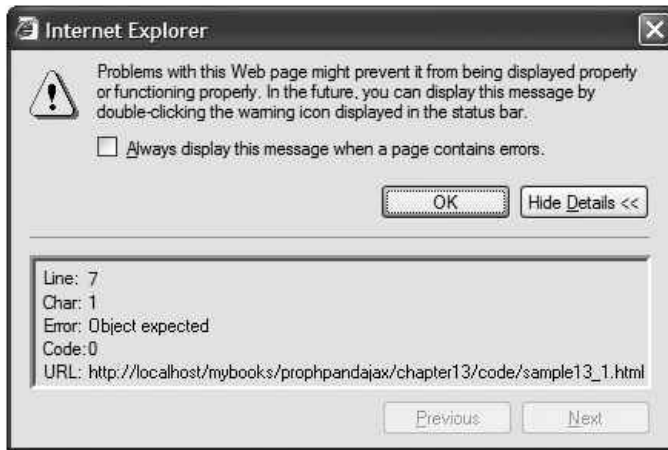 Internet Explorer
Problems with this Web page might prevent it from being displayed properly
or functioning properly. In the future, you can display this message by
double-clicking the warning icon displayed in the status bar.
Always display this message when a page contains errors.
OK
Hide Details <<
Line: 7
Char: 1
Error: Object expected
Code:0
URL: http://localhost/mybooks/prophpandajax/chapter13/code/sample13_1.html
Previous
Next